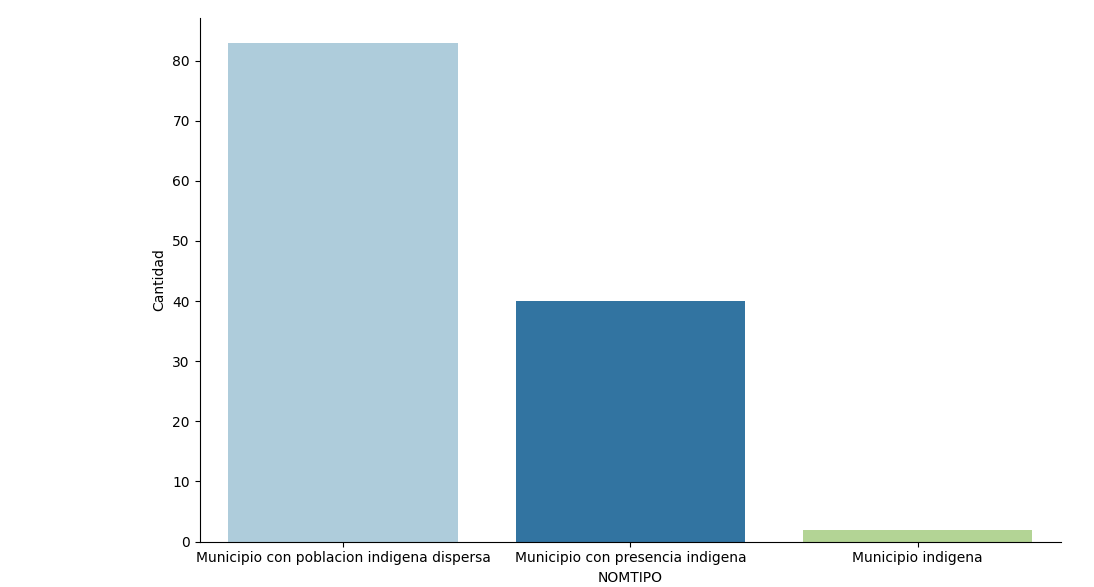 80
70
60
50
40
30
20
10
0
Cantidad
Municipio con poblacion indigena dispersa
Municipio con presencia indigena
Municipio indigena
NOMTIPO